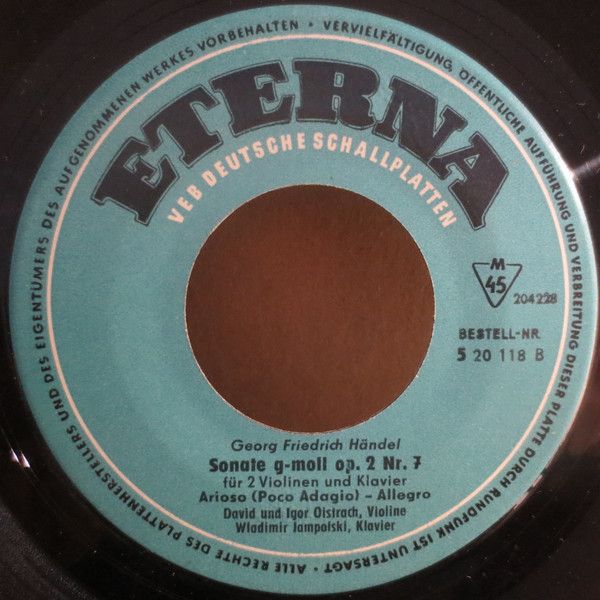 ALLE RECHTE DES PLATTENHERSTELLERS UND DES EIGENTÜMERS DES AUFGENOMMENEN WERKES VORBEHALTEN · VERVIELFÄLTIGUNG, ÖFFENTLICHE AUFFÜHRUNG UND VERBREITUNG DIESER PLATTE DURCH RUNDFUNK IST UNTERSAGT ·
ETERNA
VEB DEUTSCHE SCHALLPLATTEN
M
45
204228
BESTELL-NR.
5 20 118 B
Georg Friedrich Händel
Sonate g-moll op. 2 Nr. 7
für 2 Violinen und Klavier
Arioso (Poco Adagio) – Allegro
David und Igor Oistrach, Violine
Wladimir Jampolski, Klavier